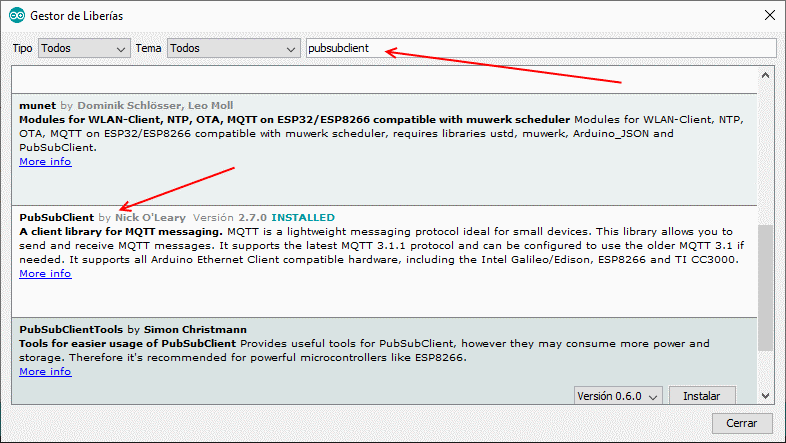 Gestor de Liberías
Tipo Todos Tema Todos pubsubclient
munet by Dominik Schlösser, Leo Moll
Modules for WLAN-Client, NTP, OTA, MQTT on ESP32/ESP8266 compatible with muwerk scheduler Modules for WLAN-Client, NTP,
OTA, MQTT on ESP32/ESP8266 compatible with muwerk scheduler, requires libraries ustd, muwerk, Arduino_JSON and
PubSubClient.
More info
PubSubClient by Nick O'Leary Versión 2.7.0 INSTALLED
A client library for MQTT messaging. MQTT is a lightweight messaging protocol ideal for small devices. This library allows you to
send and receive MQTT messages. It supports the latest MQTT 3.1.1 protocol and can be configured to use the older MQTT 3.1 if
needed. It supports all Arduino Ethernet Client compatible hardware, including the Intel Galileo/Edison, ESP8266 and TI CC3000.
More info
PubSubClientTools by Simon Christmann
Tools for easier usage of PubSubClient Provides useful tools for PubSubClient, however they may consume more power and
storage. Therefore it's recommended for powerful microcontrollers like ESP8266.
More info
Versión 0.6.0 Instalar
Cerrar